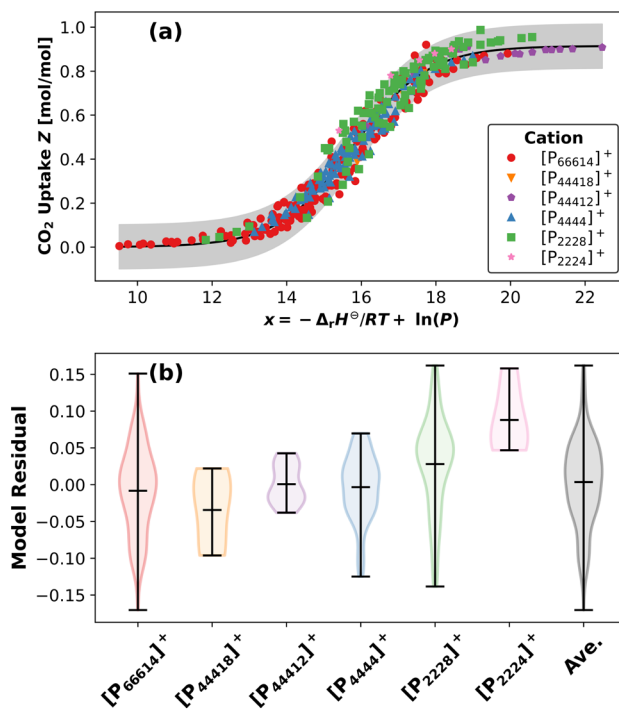 (a)
CO₂ Uptake Z [mol/mol]
1.0
0.8
0.6
0.4
0.2
0.0
Cation
[P₆₆₆₁₄]⁺
[P₄₄₄₁₈]⁺
[P₄₄₄₁₂]⁺
[P₄₄₄₄]⁺
[P₂₂₂₈]⁺
[P₂₂₂₄]⁺
10 12 14 16 18 20 22
x = −ΔᵣH⊖/RT + ln(P)
(b)
Model Residual
0.15
0.10
0.05
0.00
−0.05
−0.10
−0.15
[P₆₆₆₁₄]⁺ [P₄₄₄₁₈]⁺ [P₄₄₄₁₂]⁺ [P₄₄₄₄]⁺ [P₂₂₂₈]⁺ [P₂₂₂₄]⁺ Ave.